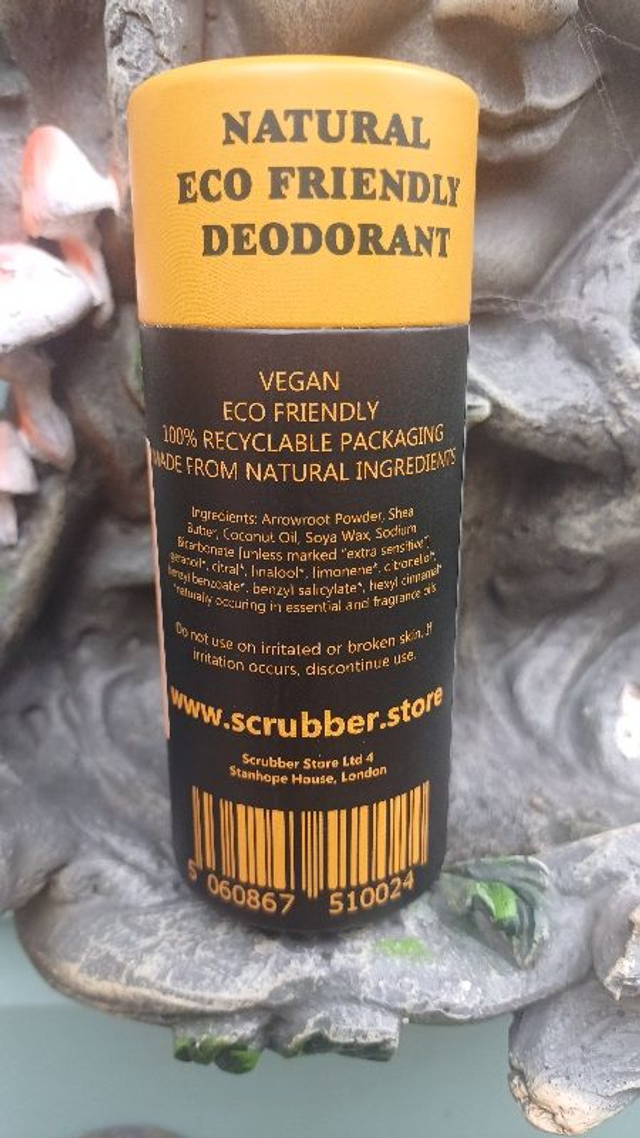 NATURAL
ECO FRIENDLY
DEODORANT
VEGAN
ECO FRIENDLY
100% RECYCLABLE PACKAGING
MADE FROM NATURAL INGREDIENTS
Ingredients: Arrowroot Powder, Shea
Butter, Coconut Oil, Soya Wax, Sodium
Bicarbonate [unless marked "extra sensitive"]
geraniol*, citral*, linalool*, limonene*, citronellol*,
benzyl benzoate*, benzyl salicylate*, hexyl cinnamal*
*naturally occuring in essential and fragrance oils
Do not use on irritated or broken skin. If
irritation occurs, discontinue use.
www.scrubber.store
Scrubber Store Ltd 4
Stanhope House, London
5 060867 510024